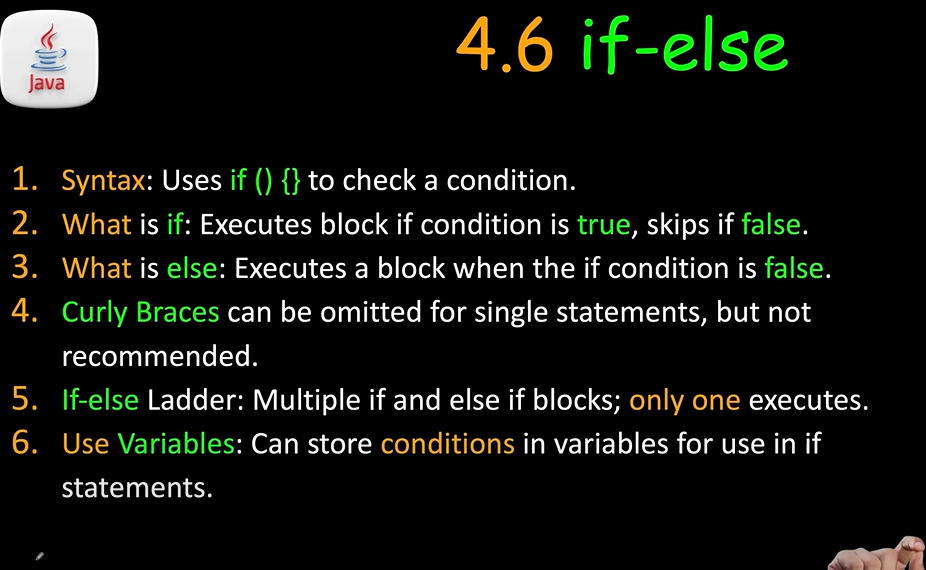 Java
4.6 if-else
1. Syntax: Uses if () {} to check a condition.
2. What is if: Executes block if condition is true, skips if false.
3. What is else: Executes a block when the if condition is false.
4. Curly Braces can be omitted for single statements, but not
recommended.
5. If-else Ladder: Multiple if and else if blocks; only one executes.
6. Use Variables: Can store conditions in variables for use in if
statements.